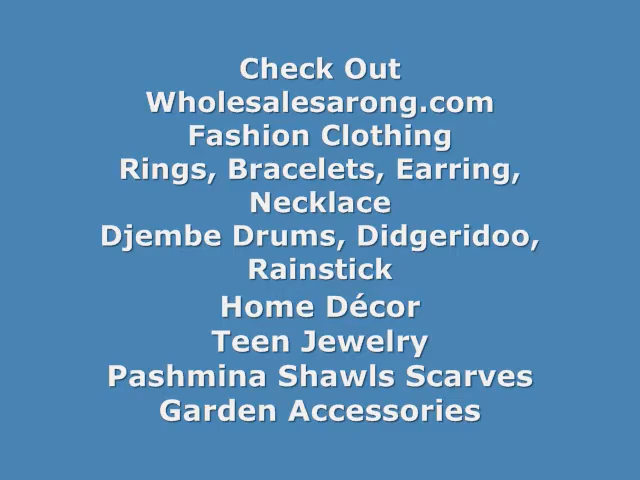 Check Out
Wholesalesarong.com
Fashion Clothing
Rings, Bracelets, Earring,
Necklace
Djembe Drums, Didgeridoo,
Rainstick
Home Décor
Teen Jewelry
Pashmina Shawls Scarves
Garden Accessories